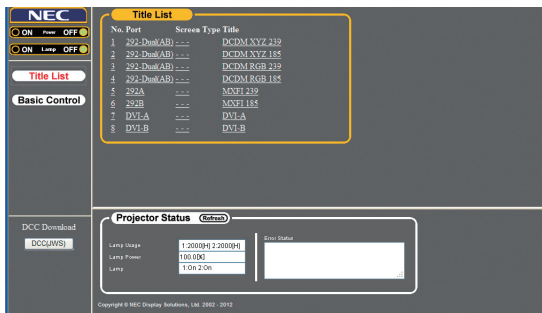 NEC
ON Power OFF
ON Lamp OFF
Title List
Basic Control
DCC Download
DCC(JWS)
Title List
No. Port Screen Type Title
1 292-Dual(AB) - - - DCDM XYZ 239
2 292-Dual(AB) - - - DCDM XYZ 185
3 292-Dual(AB) - - - DCDM RGB 239
4 292-Dual(AB) - - - DCDM RGB 185
5 292A - - - MXFI 239
6 292B - - - MXFI 185
7 DVI-A - - - DVI-A
8 DVI-B - - - DVI-B
Projector Status Refresh
Lamp Usage 1:2000[H] 2:2000[H]
Lamp Power 100.0[%]
Lamp 1:On 2:On
Error Status
Copyright © NEC Display Solutions, Ltd. 2002 - 2012